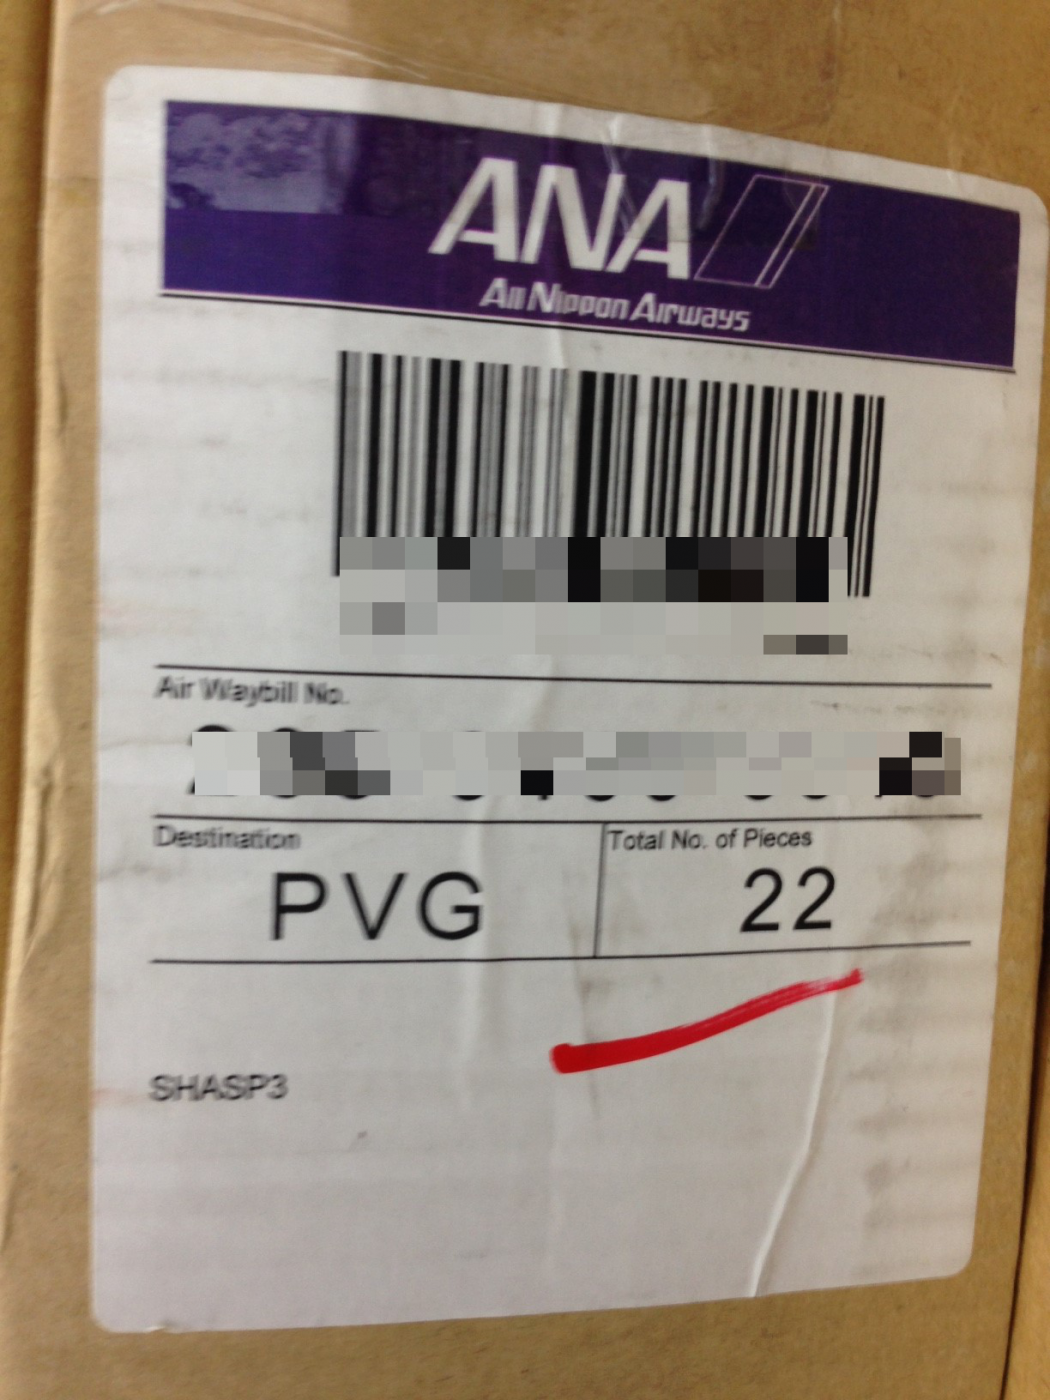 ANA
All Nippon Airways
Air Waybill No.
Destination
Total No. of Pieces
PVG
22
SHASP3